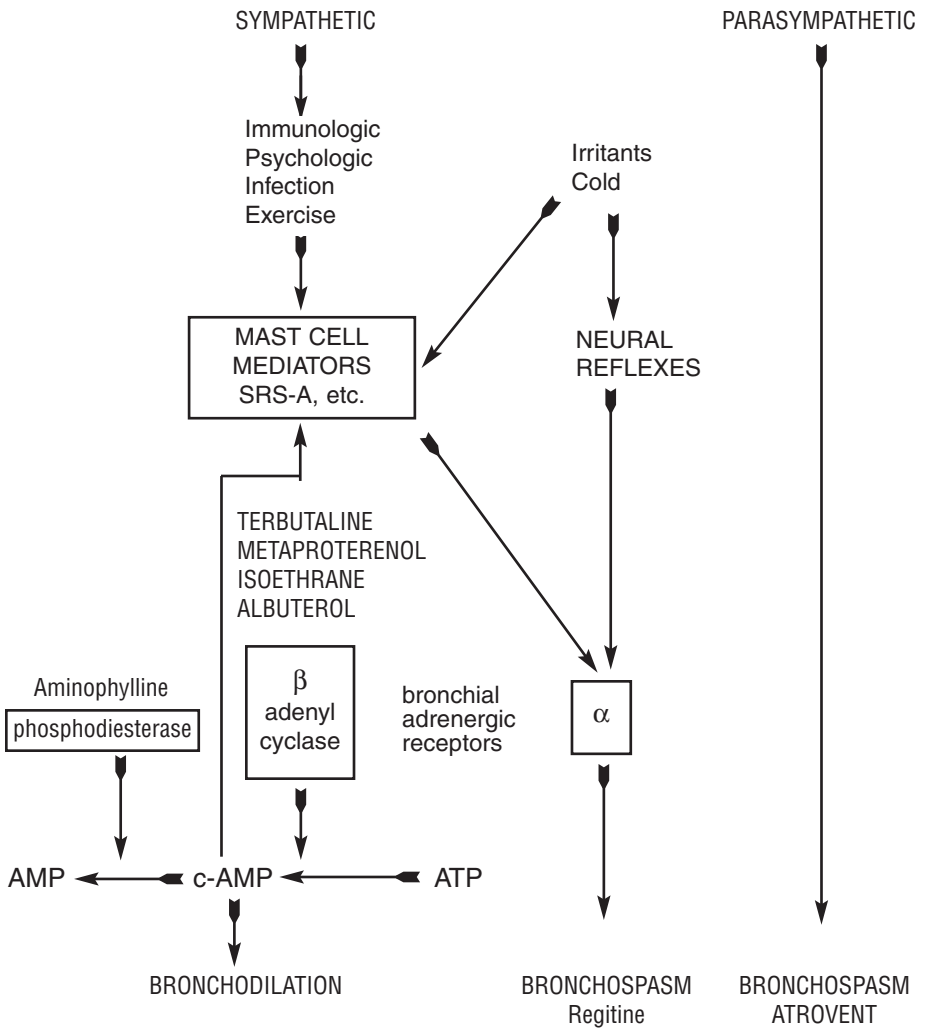 SYMPATHETIC
PARASYMPATHETIC
Immunologic
Psychologic
Infection
Exercise
Irritants
Cold
MAST CELL
MEDIATORS
SRS-A, etc.
NEURAL
REFLEXES
TERBUTALINE
METAPROTERENOL
ISOETHRANE
ALBUTEROL
Aminophylline
phosphodiesterase
β
adenyl
cyclase
bronchial
adrenergic
receptors
α
AMP
c-AMP
ATP
BRONCHODILATION
BRONCHOSPASM
Regitine
BRONCHOSPASM
ATROVENT